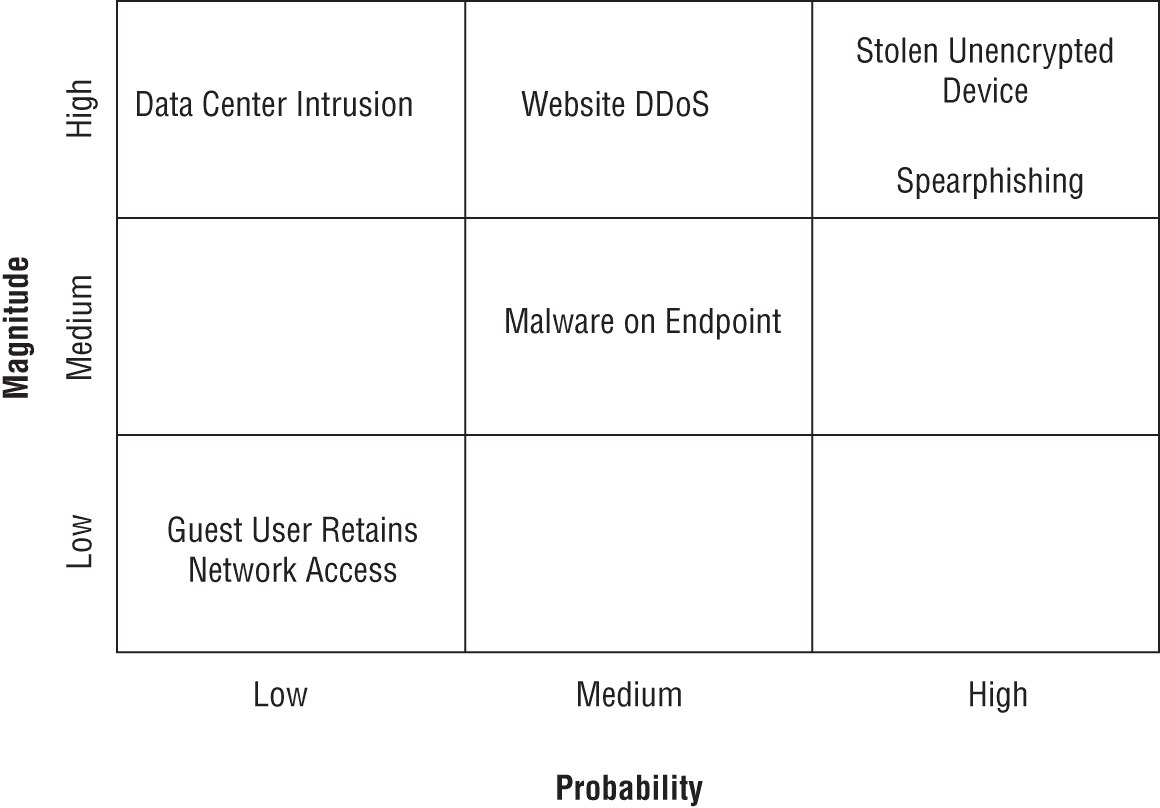 Magnitude
High
Data Center Intrusion
Website DDoS
Stolen Unencrypted
Device
Spearphishing
Medium
Malware on Endpoint
Low
Guest User Retains
Network Access
Low
Medium
High
Probability